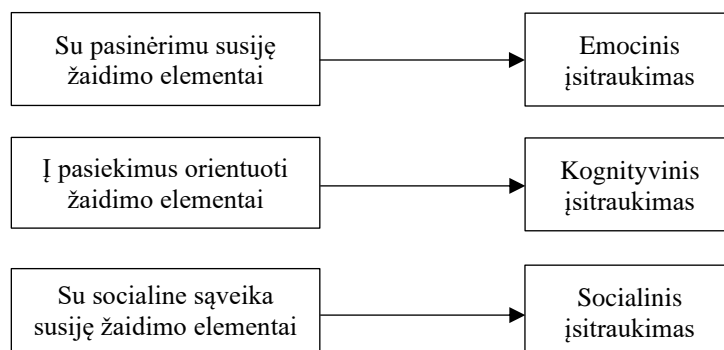 Su pasinėrimu susiję
žaidimo elementai
Emocinis
įsitraukimas
Į pasiekimus orientuoti
žaidimo elementai
Kognityvinis
įsitraukimas
Su socialine sąveika
susiję žaidimo elementai
Socialinis
įsitraukimas